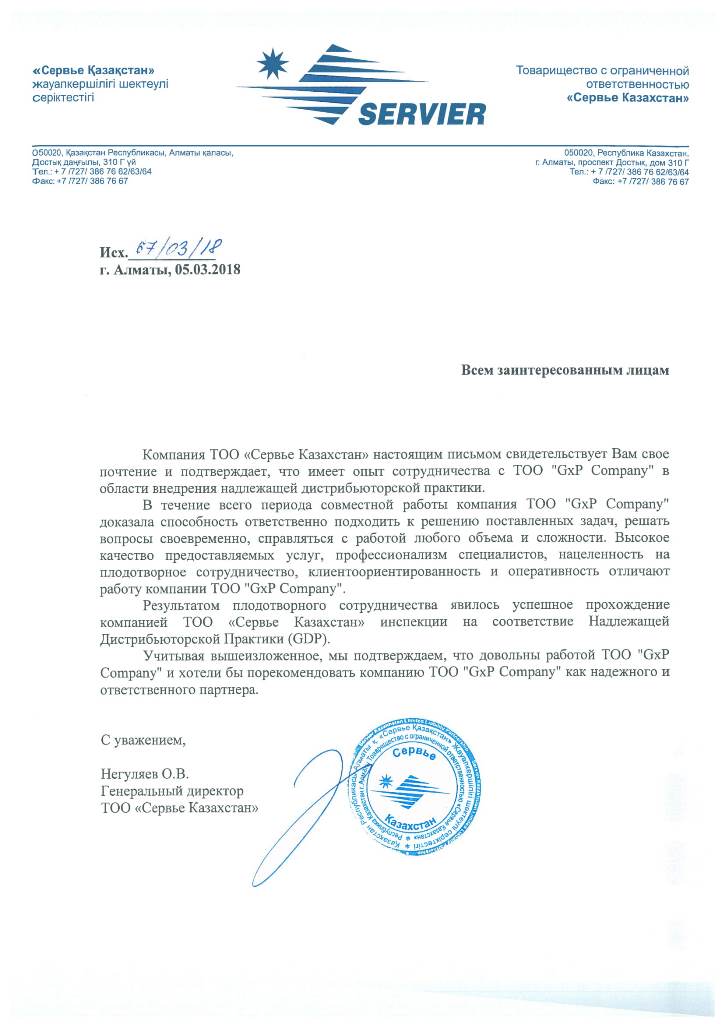 «Сервье Қазақстан»
жауапкершілігі шектеулі
серіктестігі
SERVIER
Товарищество с ограниченной
ответственностью
«Сервье Казахстан»
050020, Қазақстан Республикасы, Алматы қаласы,
Достық даңғылы, 310 Г үй
Тел.: + 7 /727/ 386 76 62/63/64
Факс: +7 /727/ 386 76 67
050020, Республика Казахстан,
г. Алматы, проспект Достык, дом 310 Г
Тел.: + 7 /727/ 386 76 62/63/64
Факс: +7 /727/ 386 76 67
Исх. 67/03/18
г. Алматы, 05.03.2018
Всем заинтересованным лицам
Компания ТОО «Сервье Казахстан» настоящим письмом свидетельствует Вам свое
почтение и подтверждает, что имеет опыт сотрудничества с ТОО "GxP Company" в
области внедрения надлежащей дистрибьюторской практики.
В течение всего периода совместной работы компания ТОО "GxP Company"
доказала способность ответственно подходить к решению поставленных задач, решать
вопросы своевременно, справляться с работой любого объема и сложности. Высокое
качество предоставляемых услуг, профессионализм специалистов, нацеленность на
плодотворное сотрудничество, клиентоориентированность и оперативность отличают
работу компании ТОО "GxP Company".
Результатом плодотворного сотрудничества явилось успешное прохождение
компанией ТОО «Сервье Казахстан» инспекции на соответствие Надлежащей
Дистрибьюторской Практики (GDP).
Учитывая вышеизложенное, мы подтверждаем, что довольны работой ТОО "GxP
Company" и хотели бы порекомендовать компанию ТОО "GxP Company" как надежного и
ответственного партнера.
С уважением,
Негуляев О.В.
Генеральный директор
ТОО «Сервье Казахстан»
Сервье
Казахстан